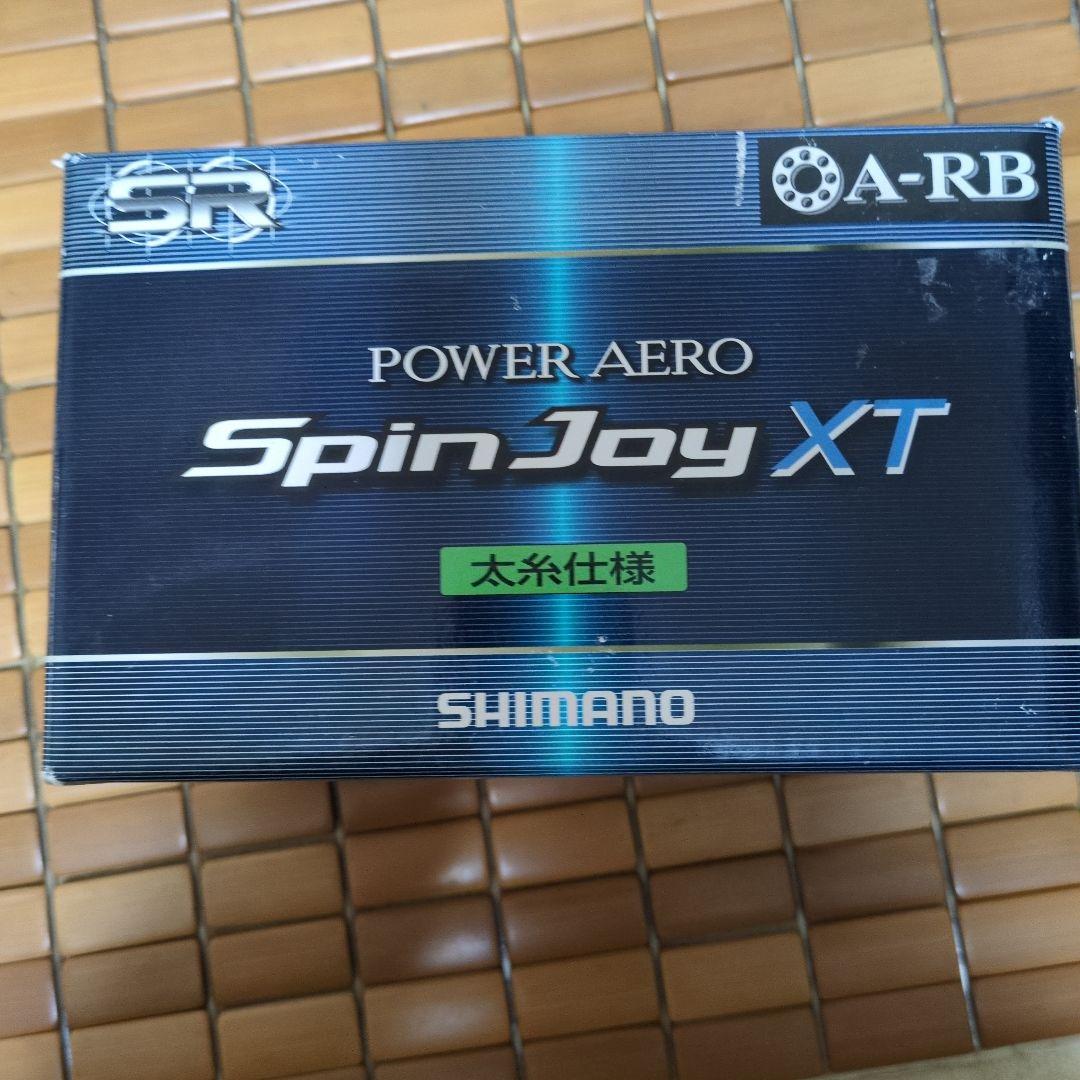 SR
A-RB
POWER AERO
Spin Joy XT
太糸仕様
SHIMANO